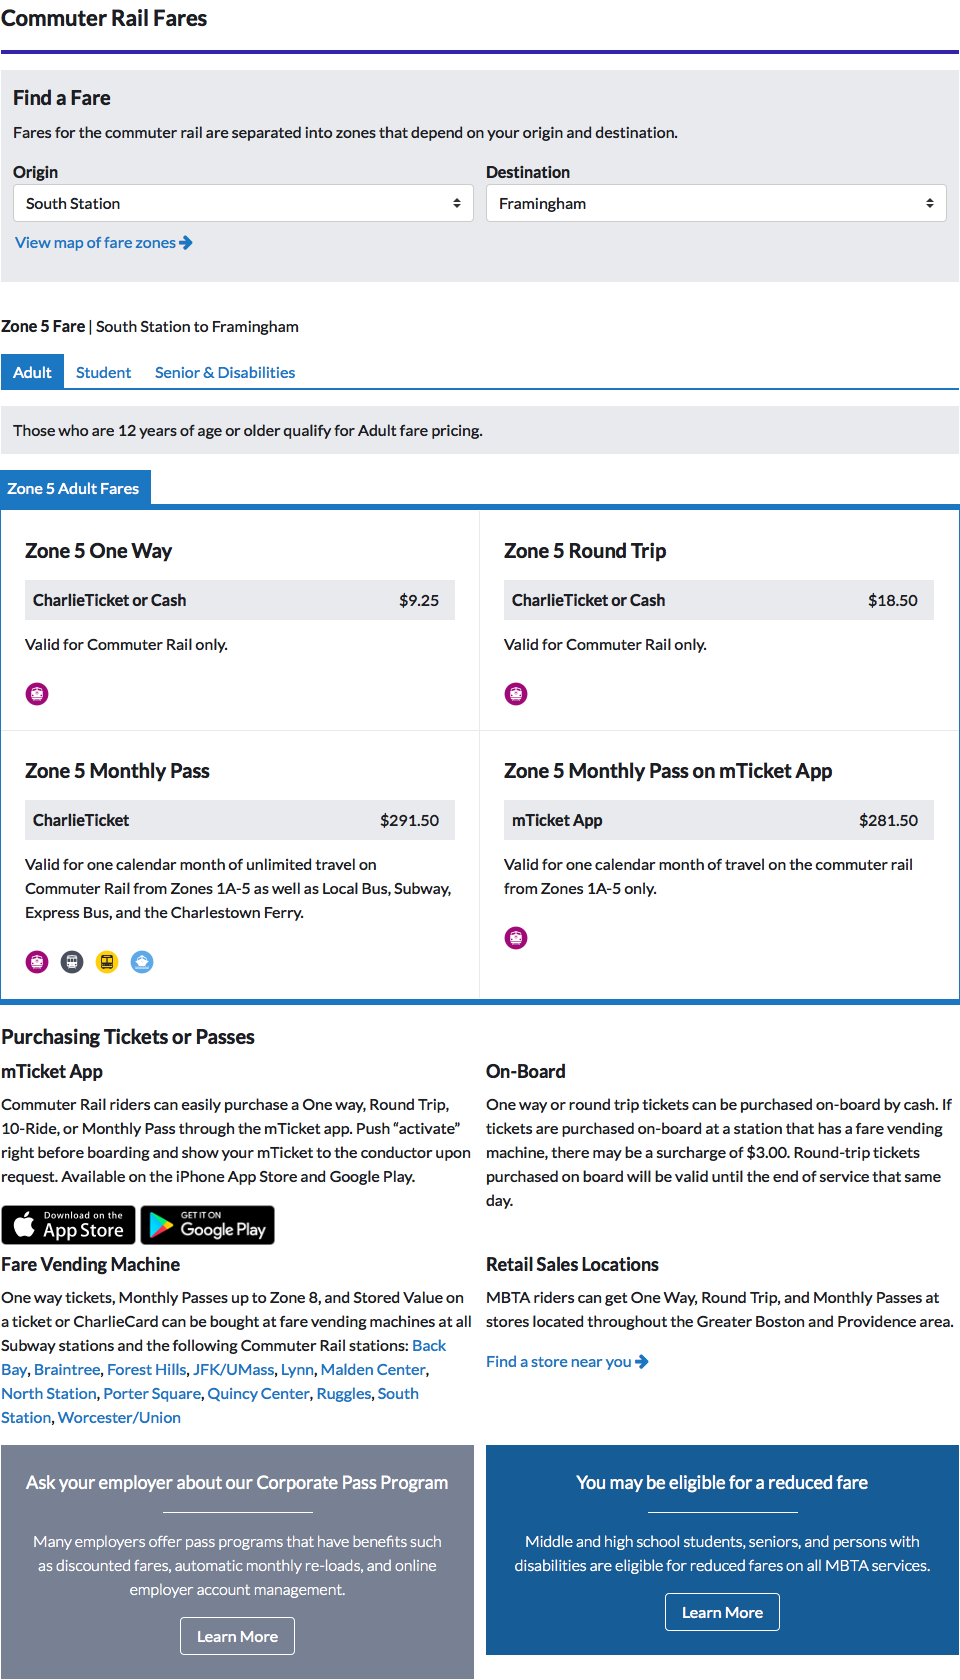 Commuter Rail Fares
Find a Fare
Fares for the commuter rail are separated into zones that depend on your origin and destination.
Origin
South Station
Destination
Framingham
View map of fare zones
Zone 5 Fare | South Station to Framingham
Adult
Student
Senior & Disabilities
Those who are 12 years of age or older qualify for Adult fare pricing.
Zone 5 Adult Fares
Zone 5 One Way
CharlieTicket or Cash $9.25
Valid for Commuter Rail only.
Zone 5 Round Trip
CharlieTicket or Cash $18.50
Valid for Commuter Rail only.
Zone 5 Monthly Pass
CharlieTicket $291.50
Valid for one calendar month of unlimited travel on
Commuter Rail from Zones 1A-5 as well as Local Bus, Subway,
Express Bus, and the Charlestown Ferry.
Zone 5 Monthly Pass on mTicket App
mTicket App $281.50
Valid for one calendar month of travel on the commuter rail
from Zones 1A-5 only.
Purchasing Tickets or Passes
mTicket App
Commuter Rail riders can easily purchase a One way, Round Trip,
10-Ride, or Monthly Pass through the mTicket app. Push “activate”
right before boarding and show your mTicket to the conductor upon
request. Available on the iPhone App Store and Google Play.
Download on the
App Store
GET IT ON
Google Play
On-Board
One way or round trip tickets can be purchased on-board by cash. If
tickets are purchased on-board at a station that has a fare vending
machine, there may be a surcharge of $3.00. Round-trip tickets
purchased on board will be valid until the end of service that same
day.
Fare Vending Machine
One way tickets, Monthly Passes up to Zone 8, and Stored Value on
a ticket or CharlieCard can be bought at fare vending machines at all
Subway stations and the following Commuter Rail stations: Back
Bay, Braintree, Forest Hills, JFK/UMass, Lynn, Malden Center,
North Station, Porter Square, Quincy Center, Ruggles, South
Station, Worcester/Union
Retail Sales Locations
MBTA riders can get One Way, Round Trip, and Monthly Passes at
stores located throughout the Greater Boston and Providence area.
Find a store near you
Ask your employer about our Corporate Pass Program
Many employers offer pass programs that have benefits such
as discounted fares, automatic monthly re-loads, and online
employer account management.
Learn More
You may be eligible for a reduced fare
Middle and high school students, seniors, and persons with
disabilities are eligible for reduced fares on all MBTA services.
Learn More